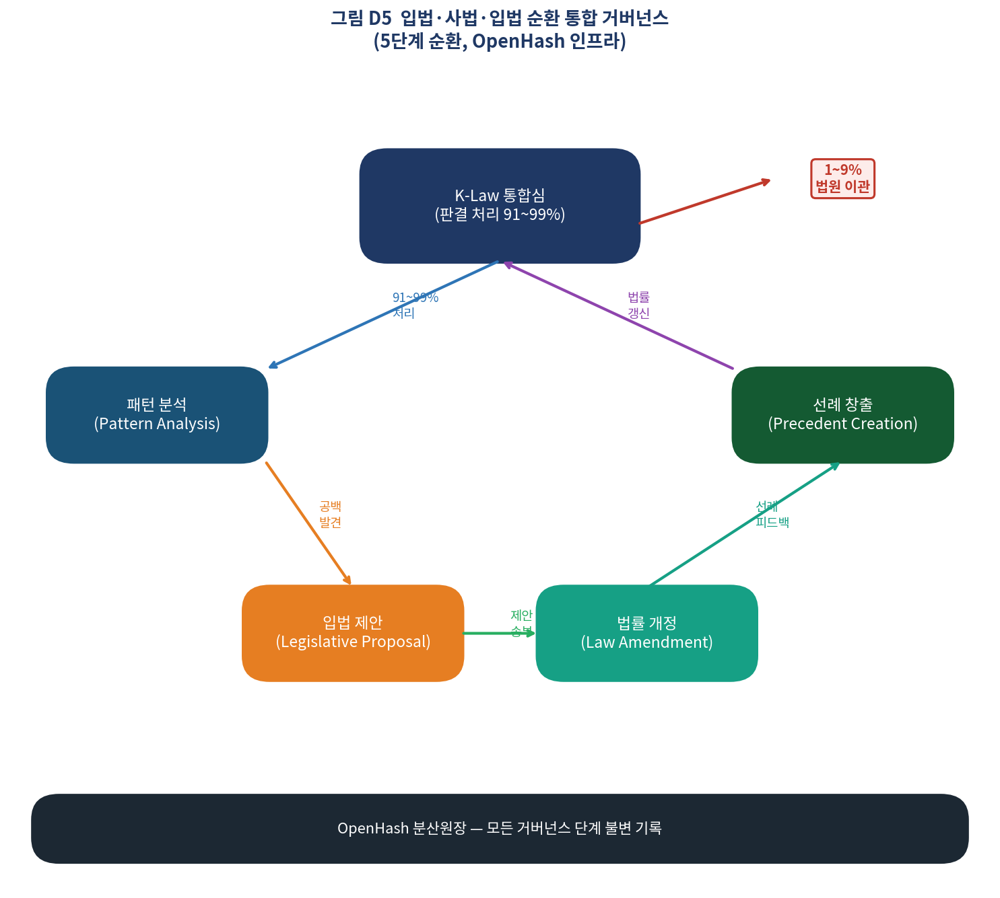 그림 D5 입법·사법·입법 순환 통합 거버넌스
(5단계 순환, OpenHash 인프라)
K-Law 통합심
(판결 처리 91~99%)
1~9%
법원 이관
91~99%
처리
법률
갱신
패턴 분석
(Pattern Analysis)
선례 창출
(Precedent Creation)
공백
발견
선례
피드백
입법 제안
(Legislative Proposal)
제안
송부
법률 개정
(Law Amendment)
OpenHash 분산원장 — 모든 거버넌스 단계 불변 기록